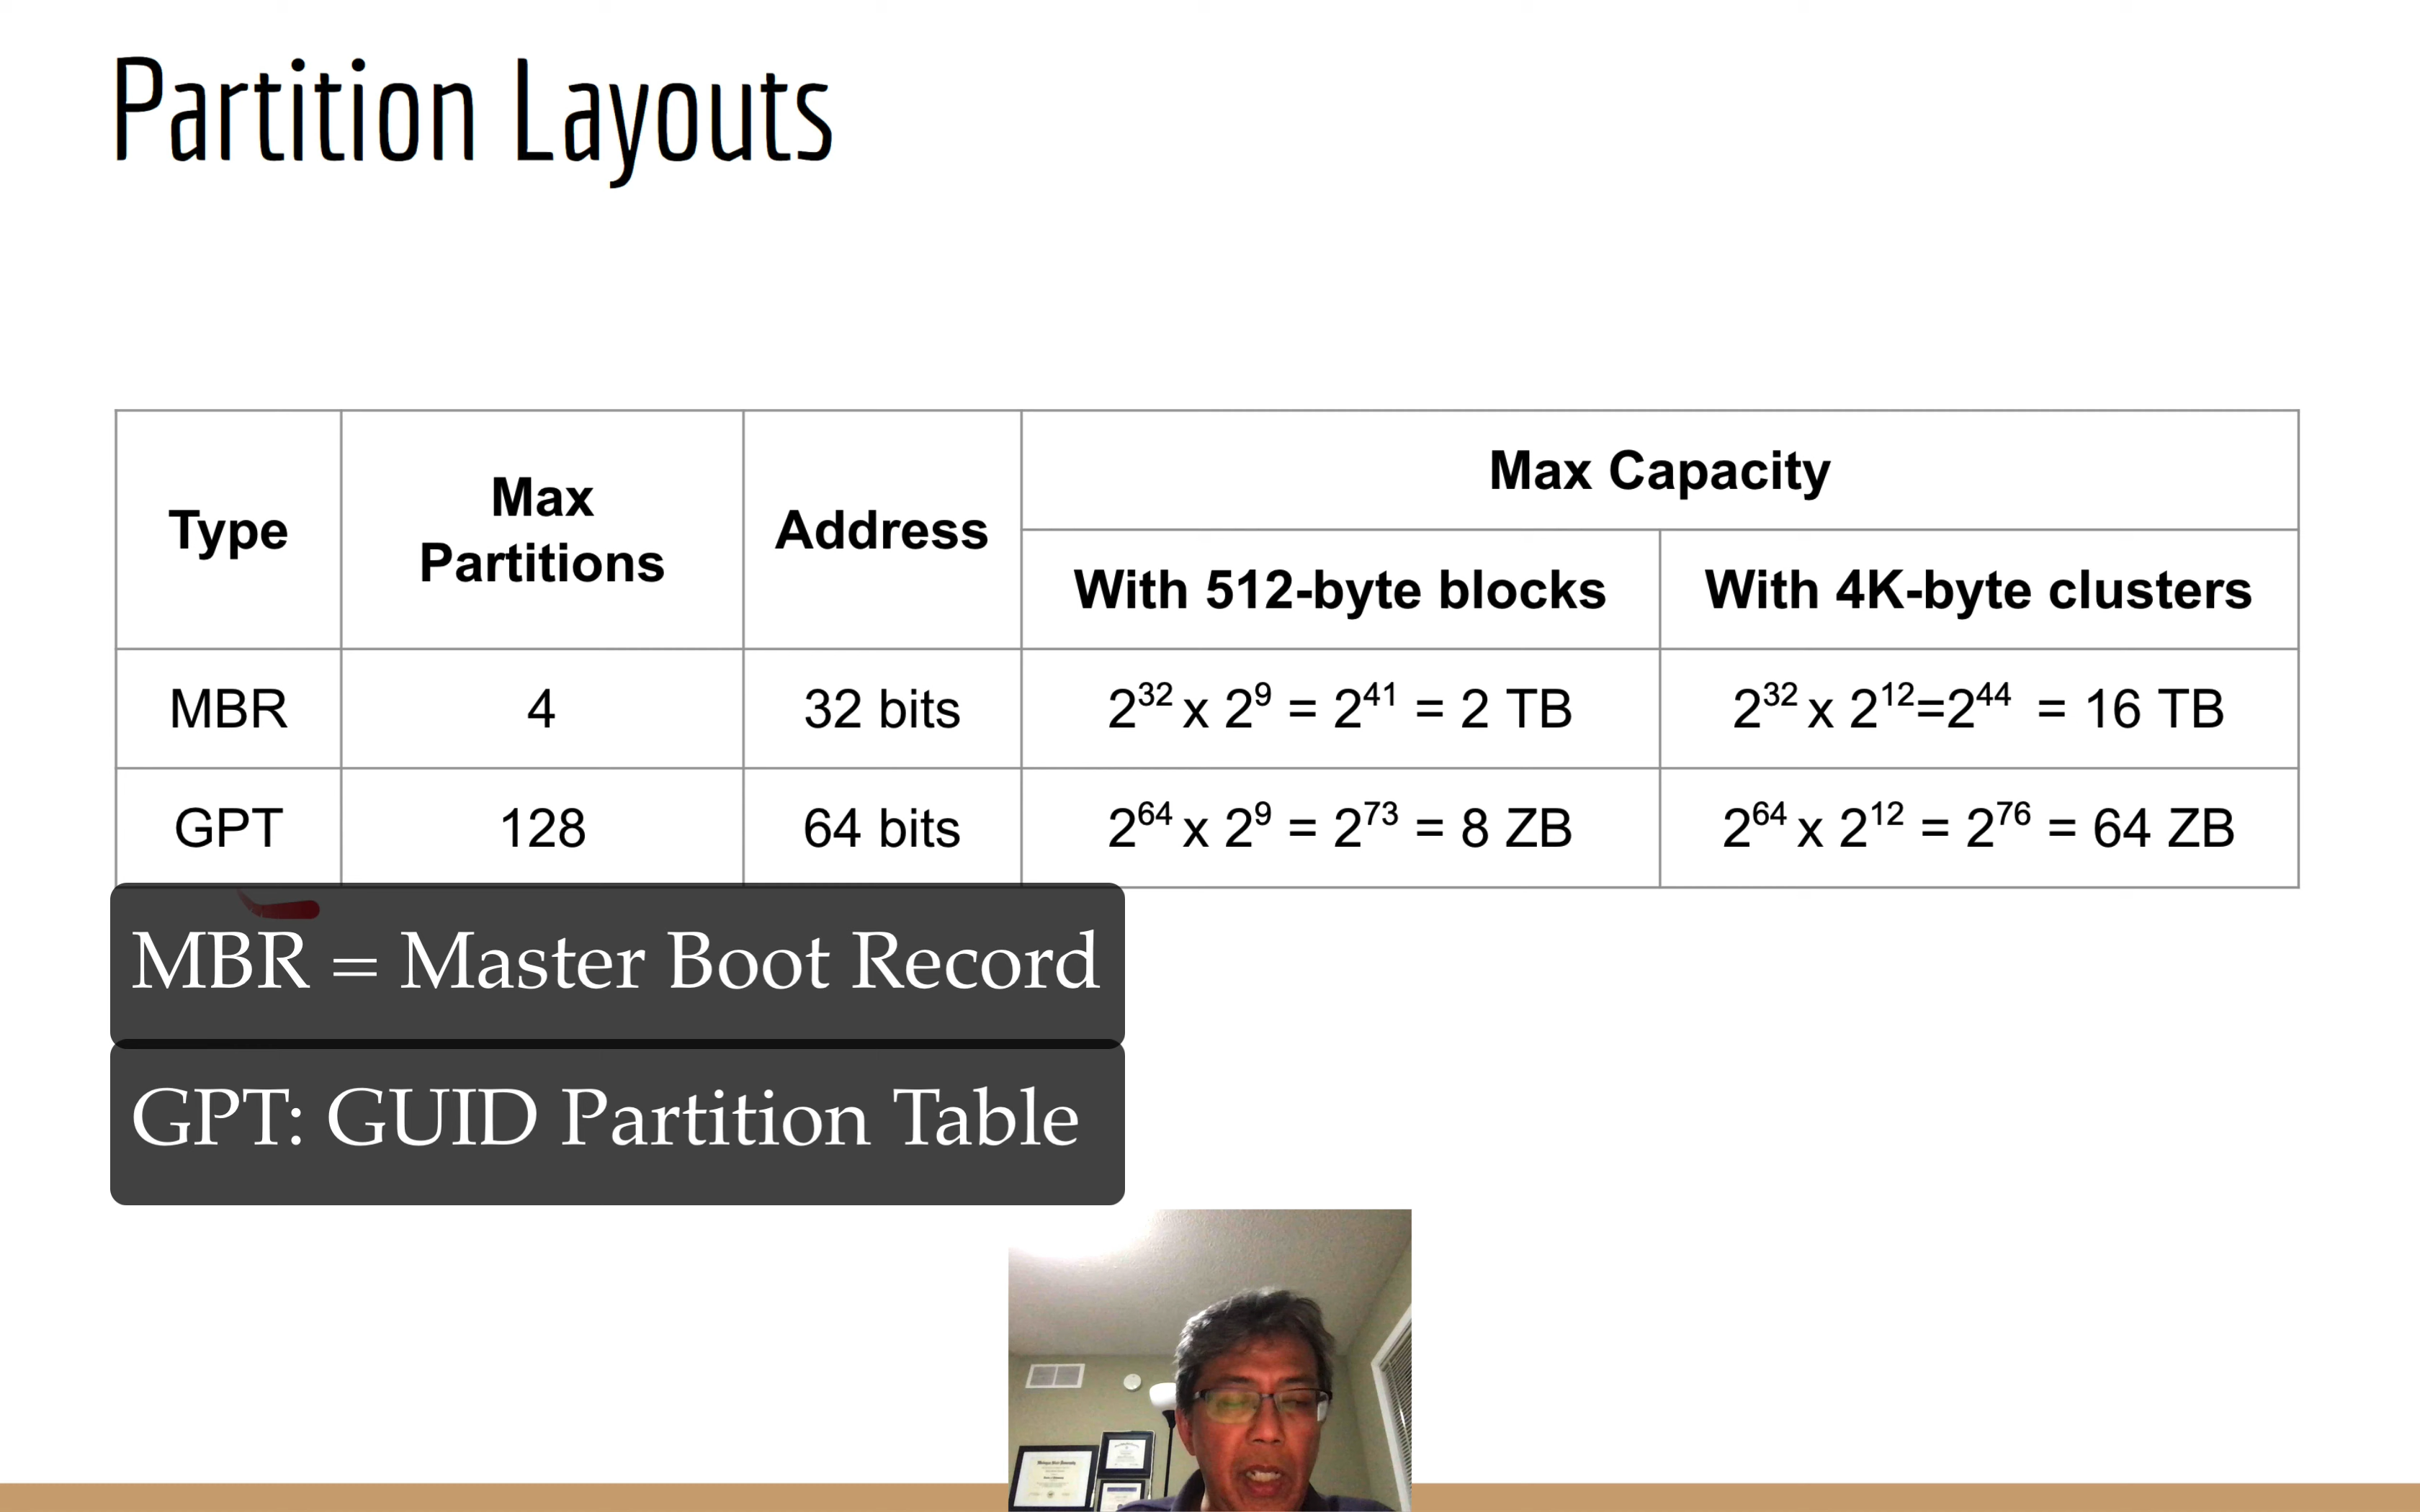 Partition Layouts
Type
Max
Partitions
Address
Max Capacity
With 512-byte blocks
With 4K-byte clusters
MBR
4
32 bits
2³² x 2⁹ = 2⁴¹ = 2 TB
2³² x 2¹²=2⁴⁴ = 16 TB
GPT
128
64 bits
2⁶⁴ x 2⁹ = 2⁷³ = 8 ZB
2⁶⁴ x 2¹² = 2⁷⁶ = 64 ZB
MBR = Master Boot Record
GPT: GUID Partition Table